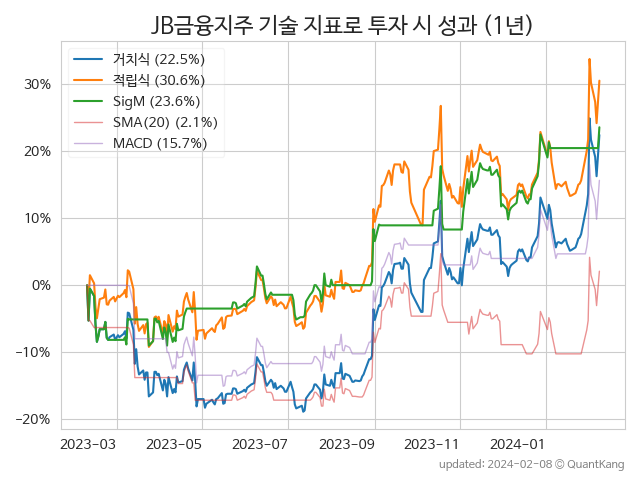 JB금융지주 기술 지표로 투자 시 성과 (1년)
거치식 (22.5%)
적립식 (30.6%)
SigM (23.6%)
SMA(20) (2.1%)
MACD (15.7%)
30%
20%
10%
0%
−10%
−20%
2023-03 2023-05 2023-07 2023-09 2023-11 2024-01
updated: 2024-02-08 © QuantKang